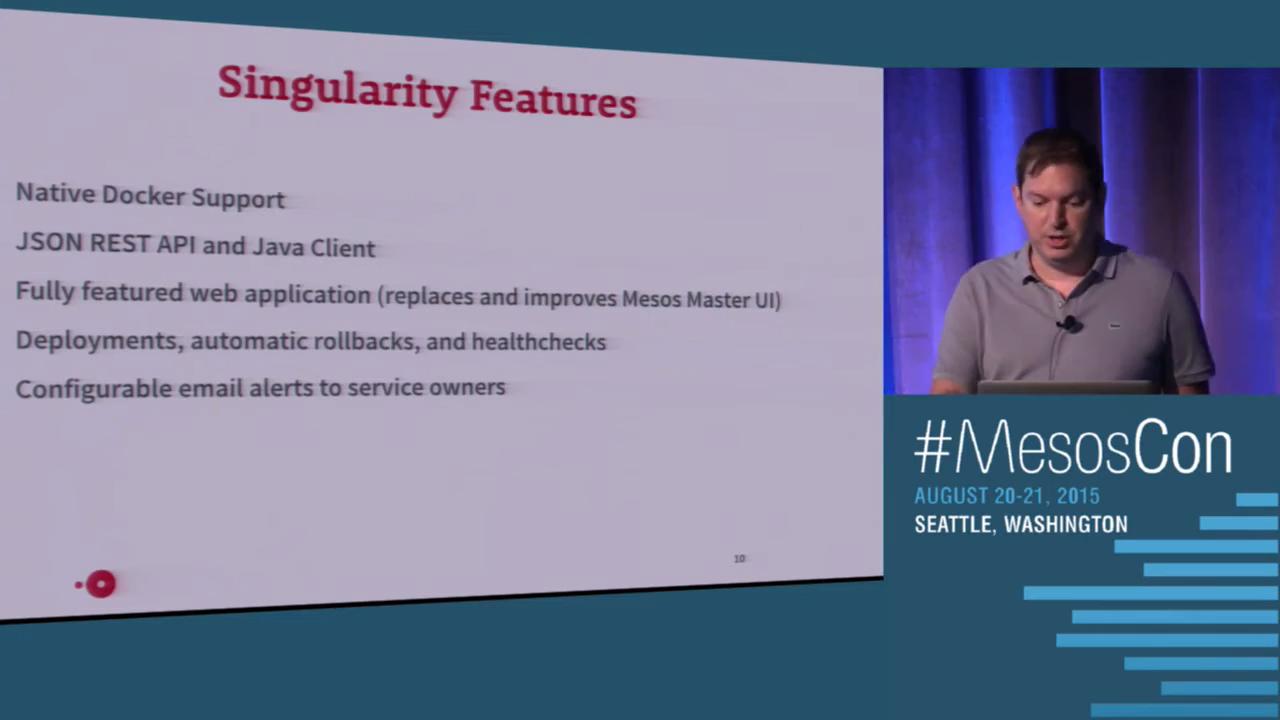 Singularity Features
Native Docker Support
JSON REST API and Java Client
Fully featured web application (replaces and improves Mesos Master UI)
Deployments, automatic rollbacks, and healthchecks
Configurable email alerts to service owners
10
#MesosCon
AUGUST 20-21, 2015
SEATTLE, WASHINGTON